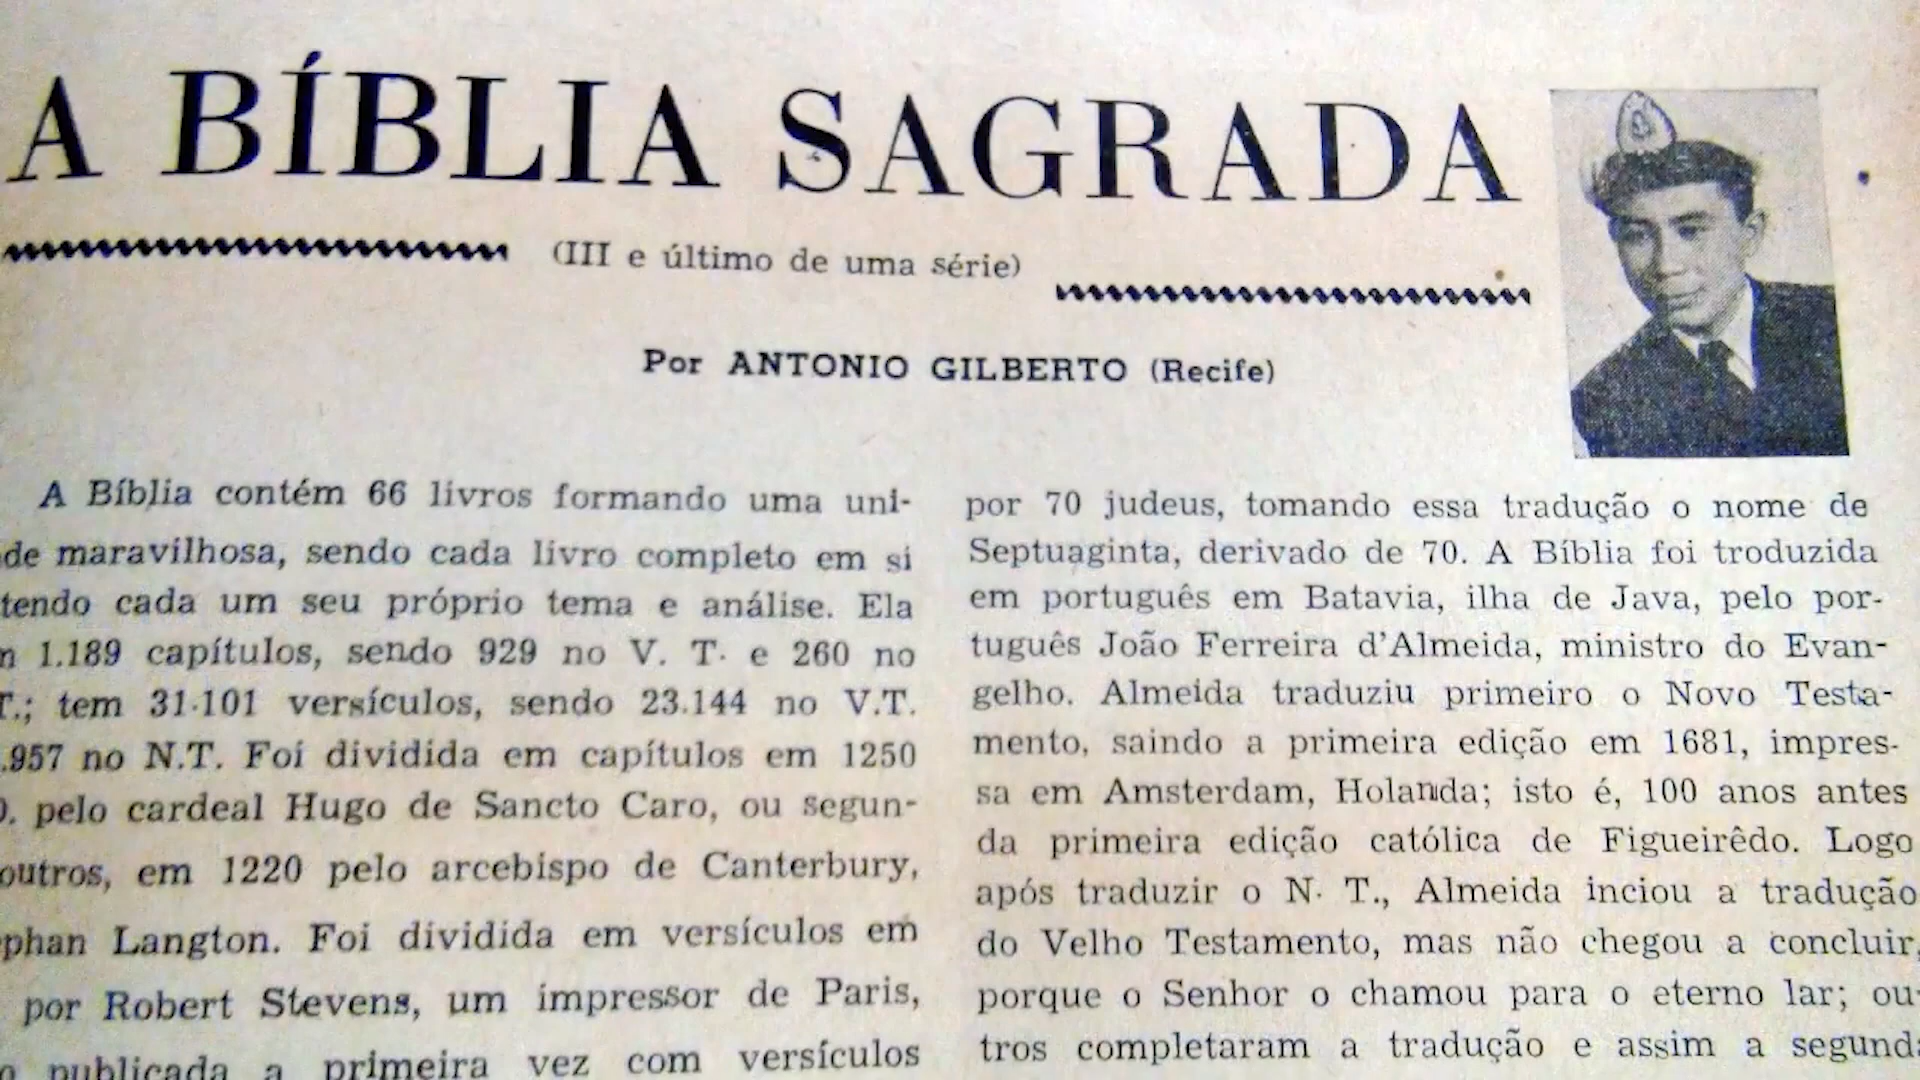 A BÍBLIA SAGRADA
(III e último de uma série)
Por ANTONIO GILBERTO (Recife)
A Bíblia contém 66 livros formando uma uni-
de maravilhosa, sendo cada livro completo em si
tendo cada um seu próprio tema e análise. Ela
1.189 capítulos, sendo 929 no V. T. e 260 no
T.; tem 31.101 versículos, sendo 23.144 no V.T.
.957 no N.T. Foi dividida em capítulos em 1250
pelo cardeal Hugo de Sancto Caro, ou segun-
outros, em 1220 pelo arcebispo de Canterbury,
phan Langton. Foi dividida em versículos em
por Robert Stevens, um impressor de Paris,
publicada a primeira vez com versículos
por 70 judeus, tomando essa tradução o nome de
Septuaginta, derivado de 70. A Bíblia foi troduzida
em português em Batavia, ilha de Java, pelo por-
tuguês João Ferreira d'Almeida, ministro do Evan-
gelho. Almeida traduziu primeiro o Novo Testa-
mento, saindo a primeira edição em 1681, impres-
sa em Amsterdam, Holanda; isto é, 100 anos antes
da primeira edição católica de Figueirêdo. Logo
após traduzir o N. T., Almeida inciou a tradução
do Velho Testamento, mas não chegou a concluir,
porque o Senhor o chamou para o eterno lar; ou-
tros completaram a tradução e assim a segund